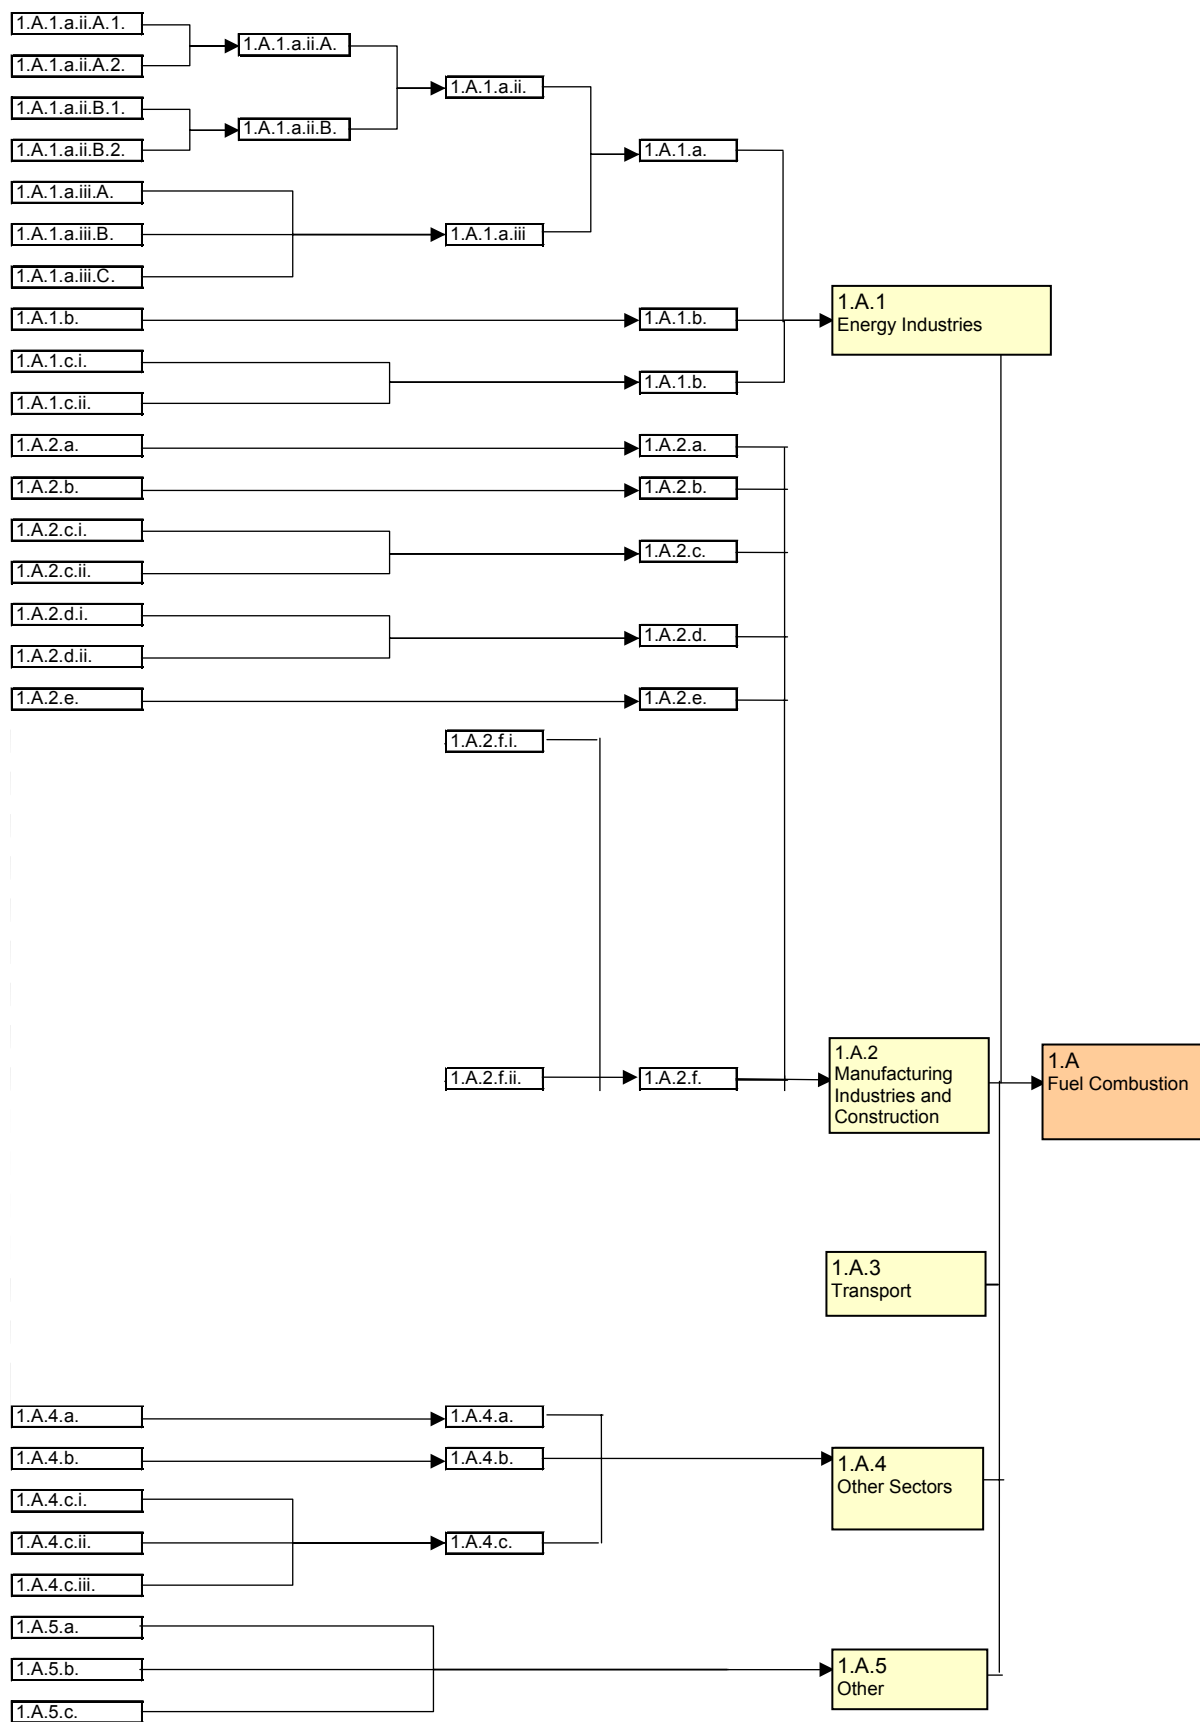 1.A.1.a.ii.A.1.
1.A.1.a.ii.A.
1.A.1.a.ii.A.2.
1.A.1.a.ii.
1.A.1.a.ii.B.1.
1.A.1.a.ii.B.
1.A.1.a.ii.B.2.
1.A.1.a.
1.A.1.a.iii.A.
1.A.1.a.iii.B.
1.A.1.a.iii
1.A.1.a.iii.C.
1.A.1
Energy Industries
1.A.1.b.
1.A.1.b.
1.A.1.c.i.
1.A.1.b.
1.A.1.c.ii.
1.A.2.a.
1.A.2.a.
1.A.2.b.
1.A.2.b.
1.A.2.c.i.
1.A.2.c.
1.A.2.c.ii.
1.A.2.d.i.
1.A.2.d.
1.A.2.d.ii.
1.A.2.e.
1.A.2.e.
1.A.2.f.i.
1.A.2.f.ii.
1.A.2.f.
1.A.2
Manufacturing
Industries and
Construction
1.A
Fuel Combustion
1.A.3
Transport
1.A.4.a.
1.A.4.a.
1.A.4.b.
1.A.4.b.
1.A.4
Other Sectors
1.A.4.c.i.
1.A.4.c.ii.
1.A.4.c.
1.A.4.c.iii.
1.A.5.a.
1.A.5.b.
1.A.5
Other
1.A.5.c.